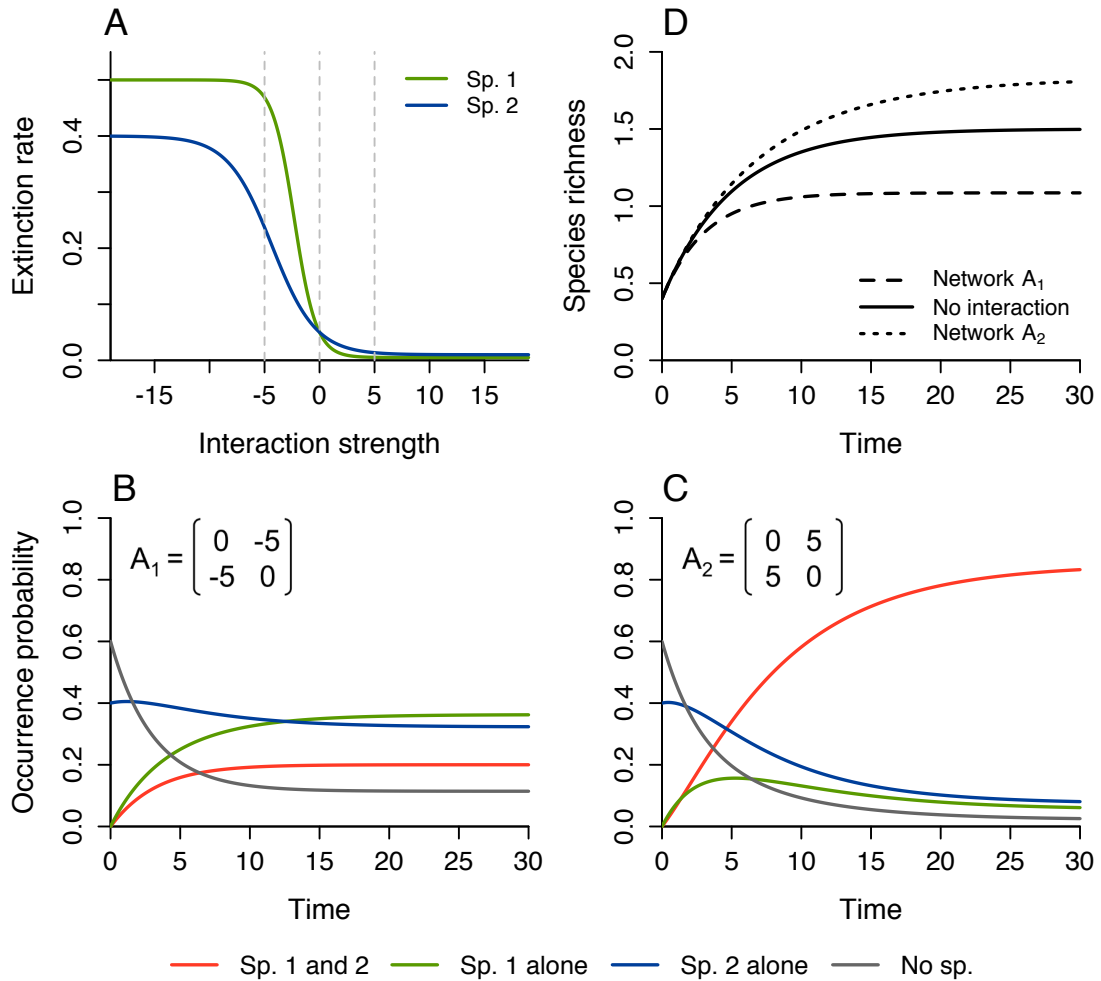 A
Extinction rate
0.0
0.2
0.4
Sp. 1
Sp. 2
-15
-5
0
5
10
15
Interaction strength
D
Species richness
0.0
0.5
1.0
1.5
2.0
Network A1
No interaction
Network A2
0
5
10
15
20
25
30
Time
B
Occurrence probability
0.0
0.2
0.4
0.6
0.8
1.0
A1 =
0 -5
-5 0
0
5
10
15
20
25
30
Time
C
0.0
0.2
0.4
0.6
0.8
1.0
A2 =
0 5
5 0
0
5
10
15
20
25
30
Time
Sp. 1 and 2
Sp. 1 alone
Sp. 2 alone
No sp.